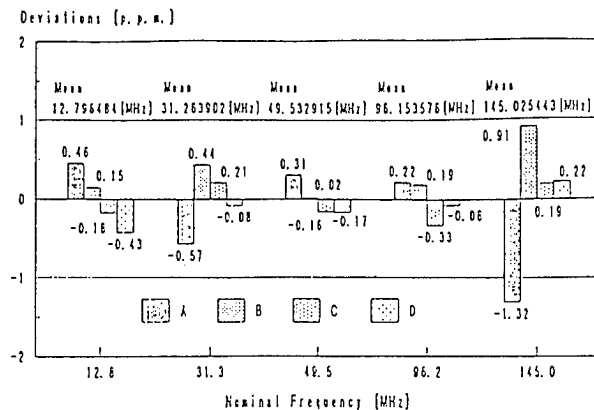 Deviations (p.p.m.)
2
Mean Mean Mean Mean Mean
12.796484(MHz) 31.263902(MHz) 49.532915(MHz) 96.153576(MHz) 145.025443(MHz)
1
0.46 0.15 0.44 0.21 0.31 0.02 0.22 0.19 0.91 0.22
0
-0.18 -0.43 -0.57 -0.08 -0.16 -0.17 -0.33 -0.08 0.19
-1
-1.32
A B C D
-2
12.8 31.3 49.5 96.2 145.0
Nominal Frequency (MHz)